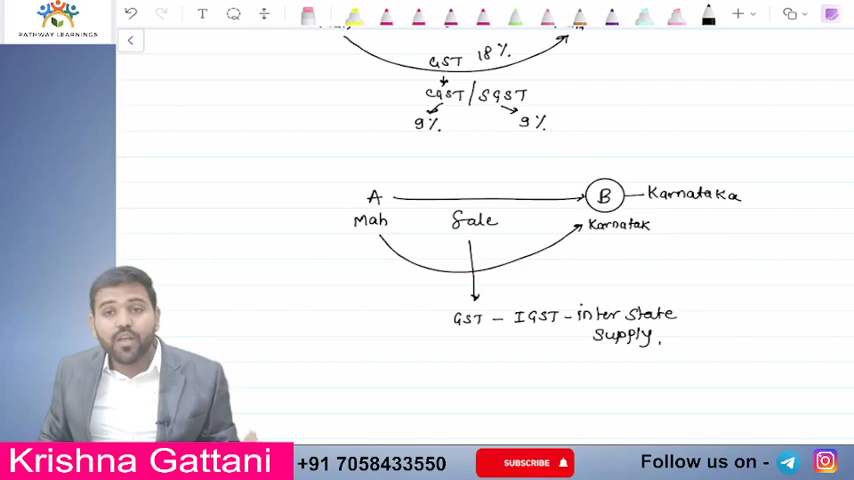 PATHWAY LEARNINGS
T
GST 18%
CGST/SGST
9% 9%
A B Karnataka
Mah Sale Karnatak
GST - IGST - inter State
supply.
Krishna Gattani +91 7058433550 SUBSCRIBE Follow us on -